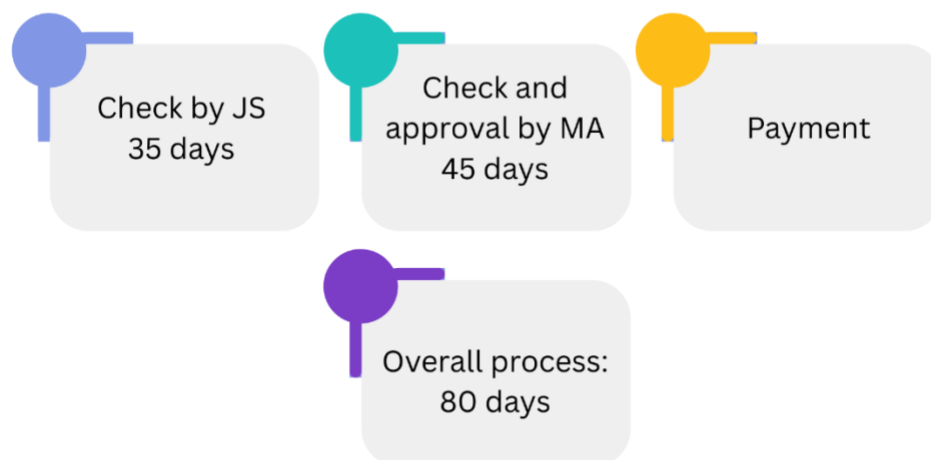 Check by JS
35 days
Check and
approval by MA
45 days
Payment
Overall process:
80 days